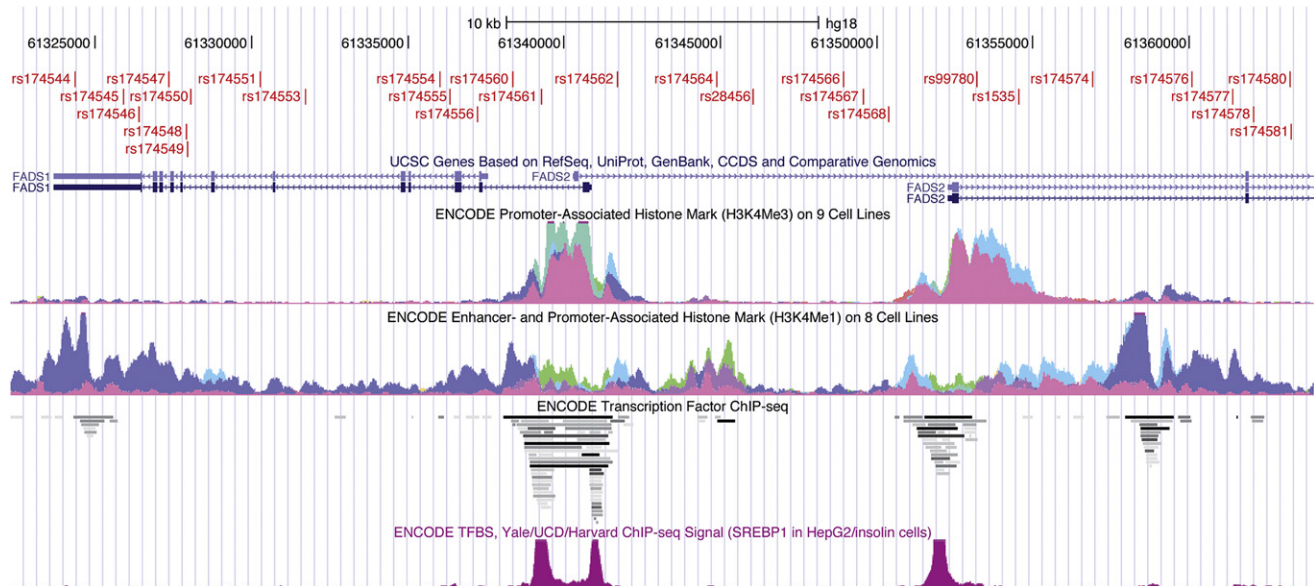 10 kb hg18
61325000 61330000 61335000 61340000 61345000 61350000 61355000 61360000
rs174544 rs174547 rs174551 rs174554 rs174560 rs174562 rs174564 rs174566 rs99780 rs174574 rs174576 rs174580
rs174545 rs174550 rs174553 rs174555 rs174561 rs28456 rs174567 rs1535 rs174577
rs174546 rs174556 rs174568 rs174578
rs174548 rs174581
rs174549
UCSC Genes Based on RefSeq, UniProt, GenBank, CCDS and Comparative Genomics
FADS1 FADS2
FADS1 FADS2
FADS2
ENCODE Promoter-Associated Histone Mark (H3K4Me3) on 9 Cell Lines
ENCODE Enhancer- and Promoter-Associated Histone Mark (H3K4Me1) on 8 Cell Lines
ENCODE Transcription Factor ChIP-seq
ENCODE TFBS, Yale/UCD/Harvard ChIP-seq Signal (SREBP1 in HepG2/insolin cells)